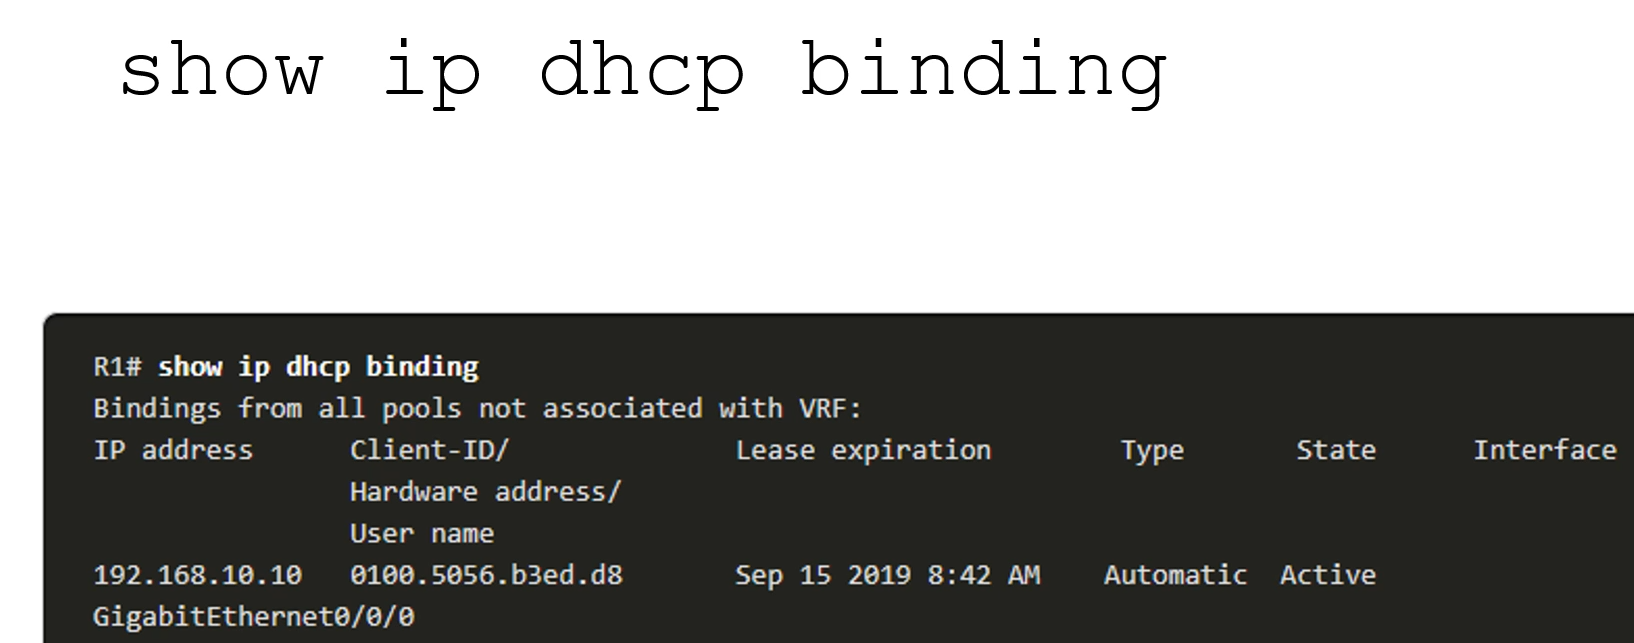 show ip dhcp binding
R1# show ip dhcp binding
Bindings from all pools not associated with VRF:
IP address      Client-ID/              Lease expiration        Type       State      Interface
                Hardware address/
                User name
192.168.10.10   0100.5056.b3ed.d8       Sep 15 2019 8:42 AM    Automatic  Active
GigabitEthernet0/0/0